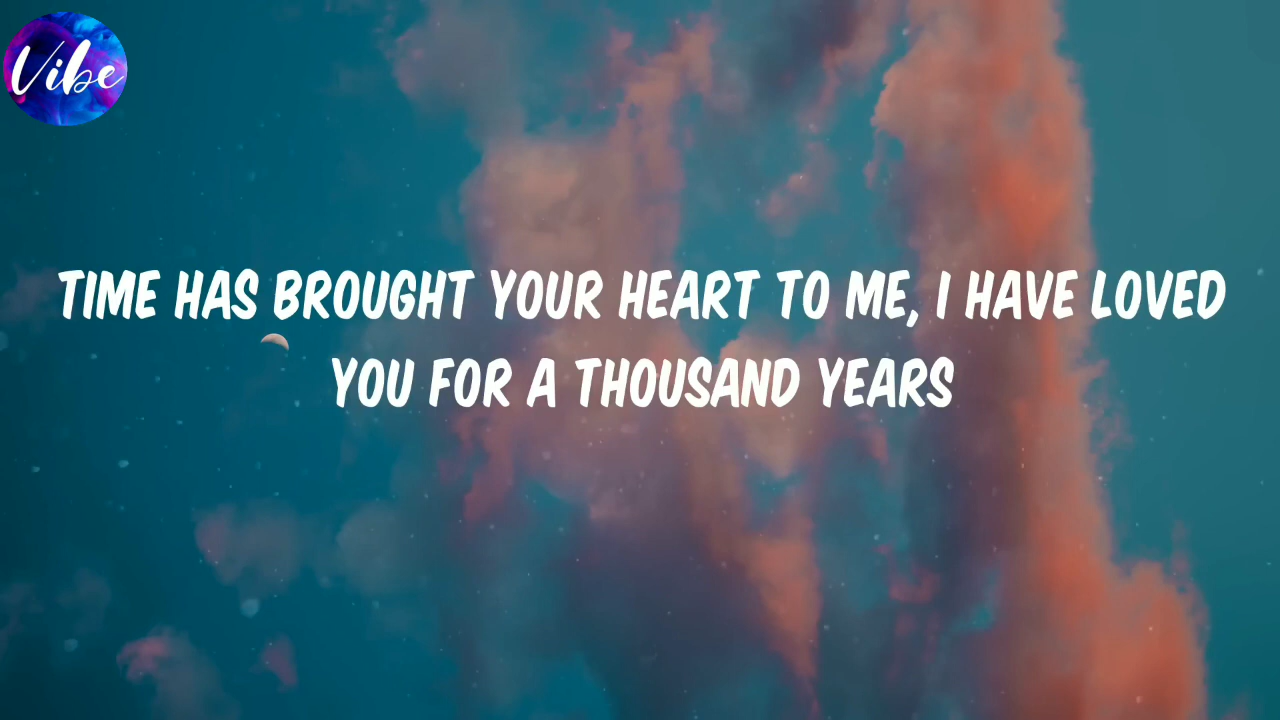 Vibe
TIME HAS BROUGHT YOUR HEART TO ME, I HAVE LOVED
YOU FOR A THOUSAND YEARS